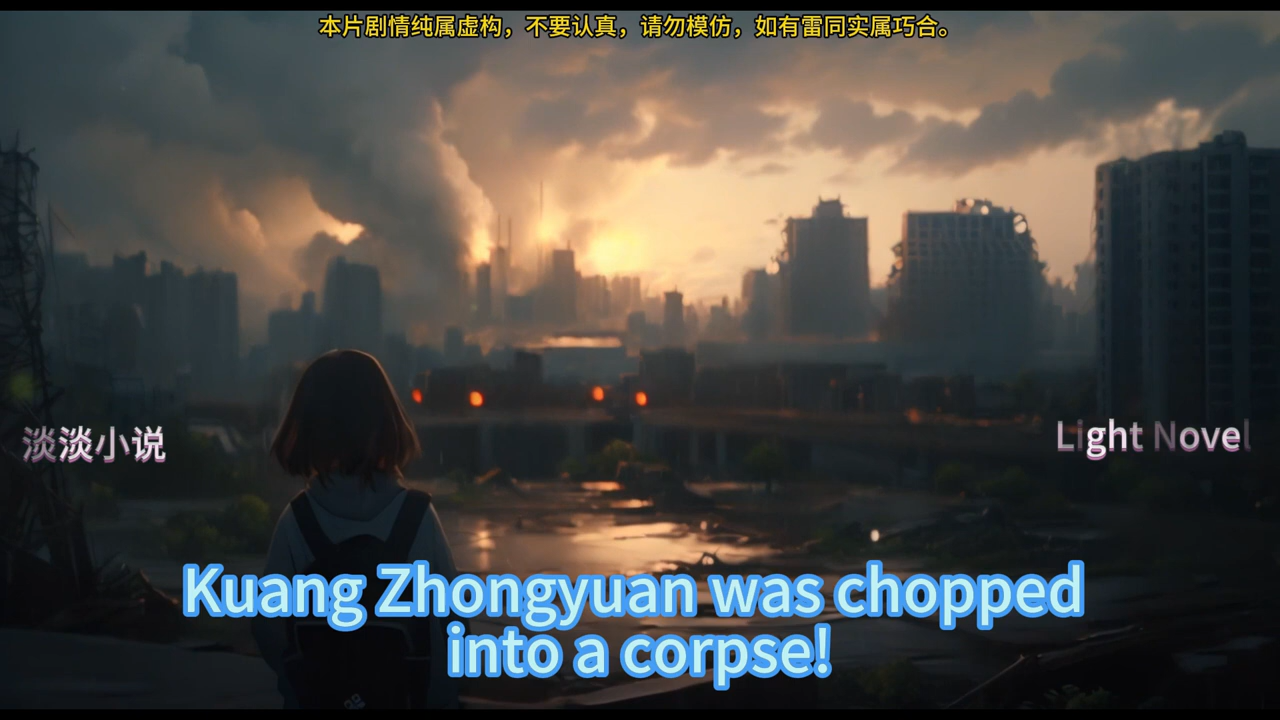 本片剧情纯属虚构，不要认真，请勿模仿，如有雷同实属巧合。
淡淡小说
Light Novel
Kuang Zhongyuan was chopped
into a corpse!